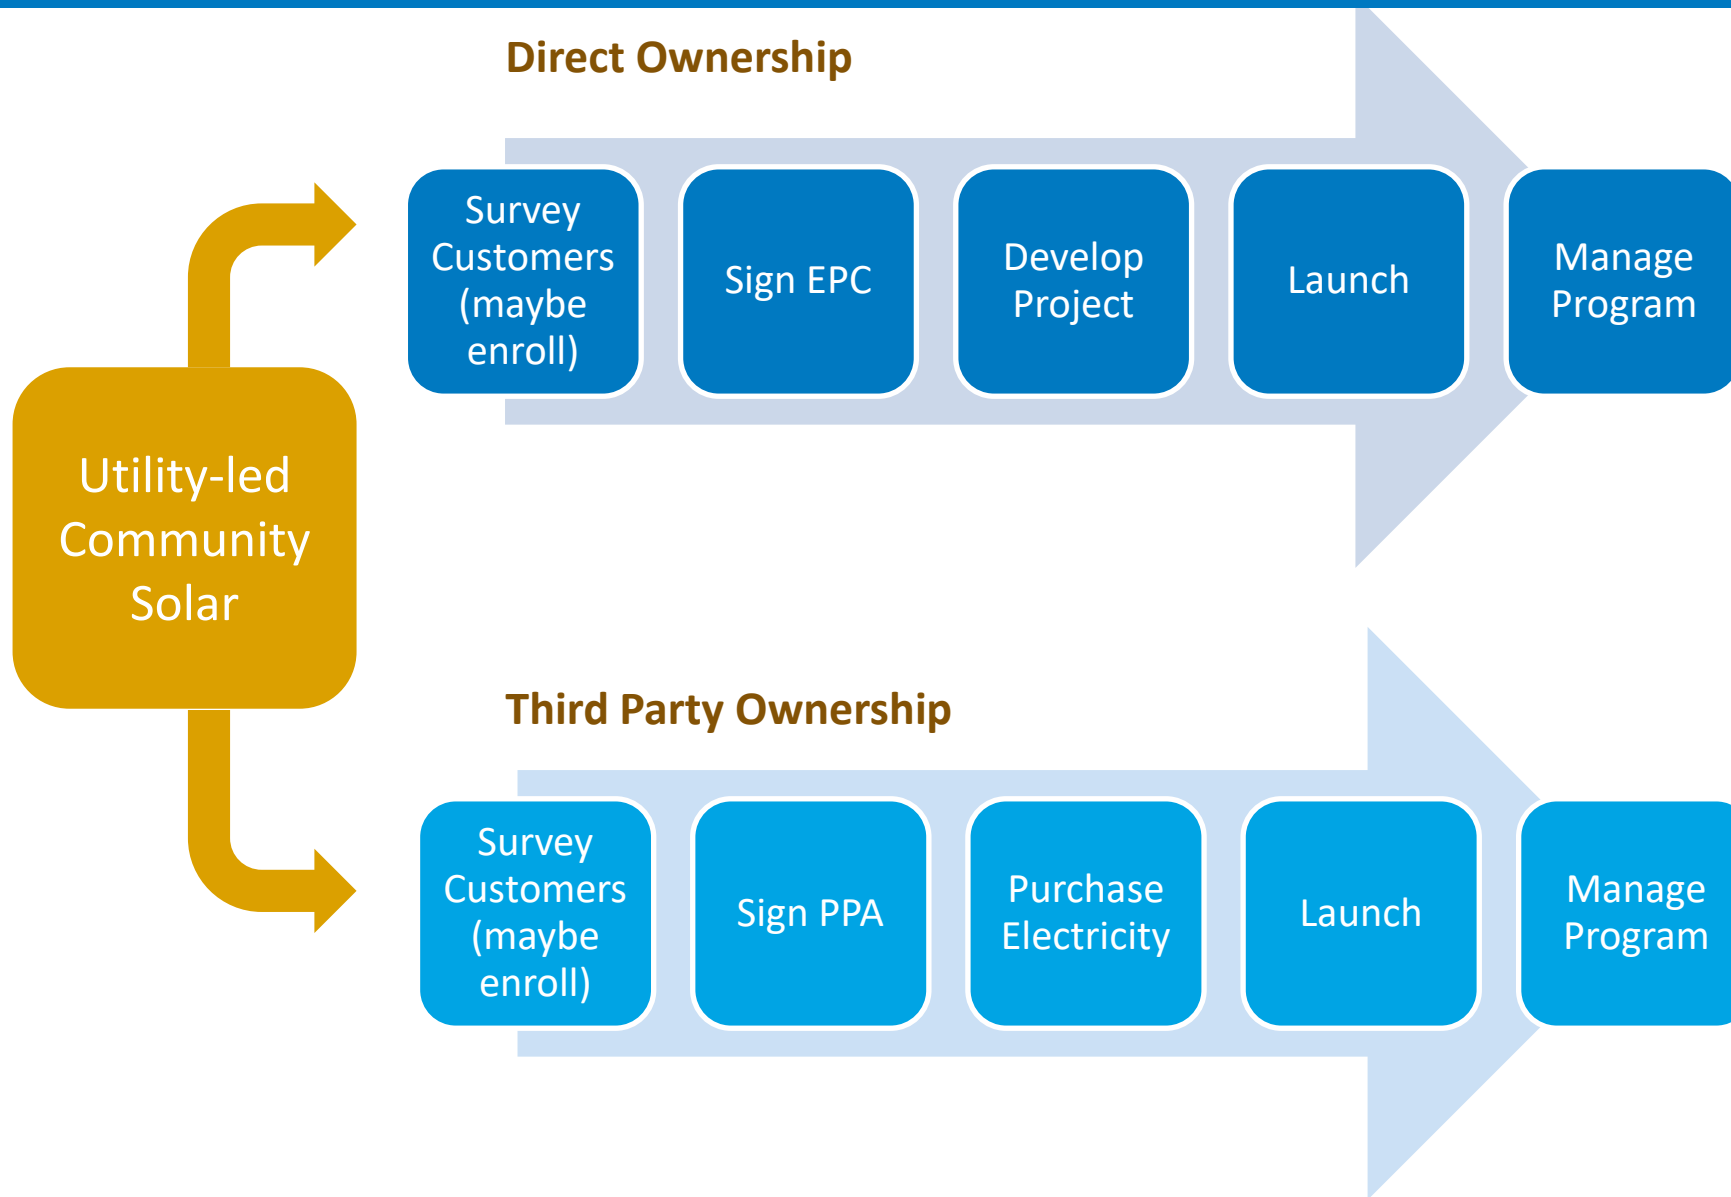 Direct Ownership
Survey
Customers
(maybe
enroll)
Sign EPC
Develop
Project
Launch
Manage
Program
Utility-led
Community
Solar
Third Party Ownership
Survey
Customers
(maybe
enroll)
Sign PPA
Purchase
Electricity
Launch
Manage
Program